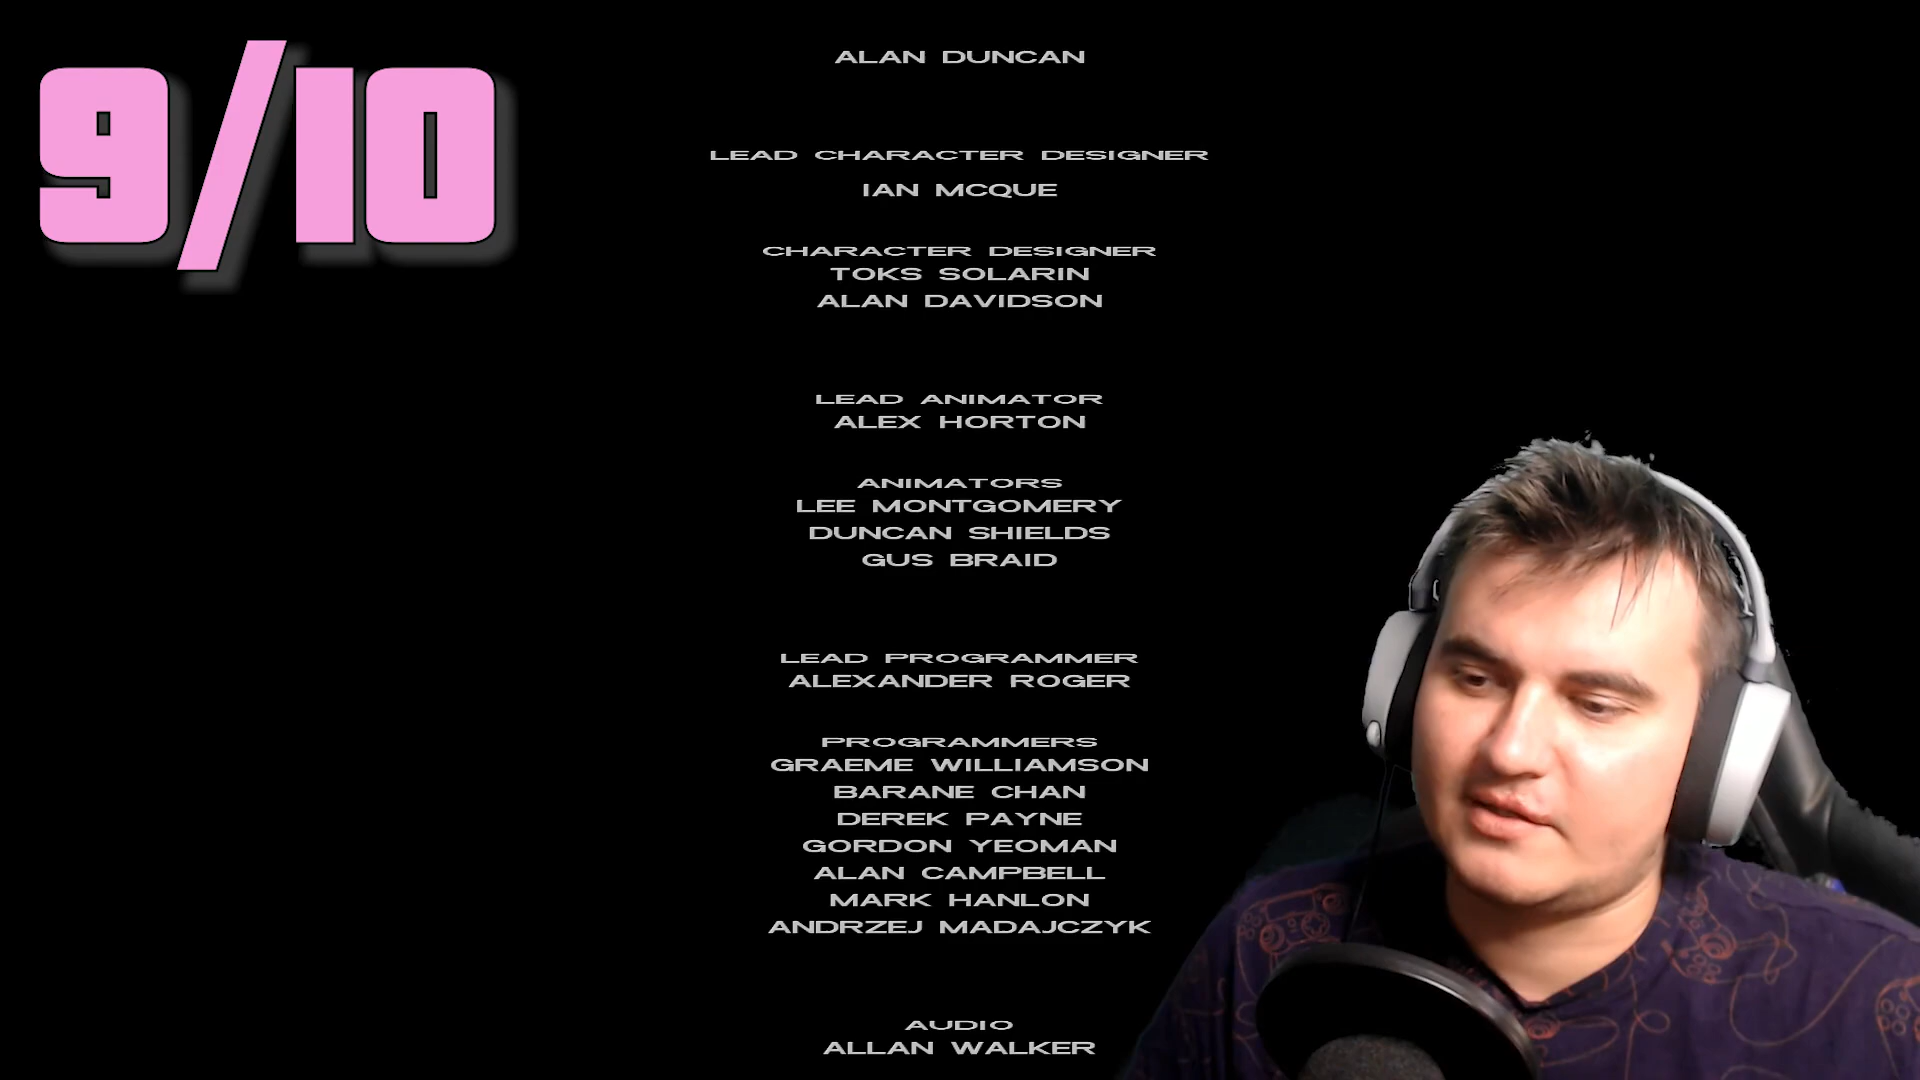 9/10
ALAN DUNCAN
LEAD CHARACTER DESIGNER
IAN MCQUE
CHARACTER DESIGNER
TOKS SOLARIN
ALAN DAVIDSON
LEAD ANIMATOR
ALEX HORTON
ANIMATORS
LEE MONTGOMERY
DUNCAN SHIELDS
GUS BRAID
LEAD PROGRAMMER
ALEXANDER ROGER
PROGRAMMERS
GRAEME WILLIAMSON
BARANE CHAN
DEREK PAYNE
GORDON YEOMAN
ALAN CAMPBELL
MARK HANLON
ANDRZEJ MADAJCZYK
AUDIO
ALLAN WALKER